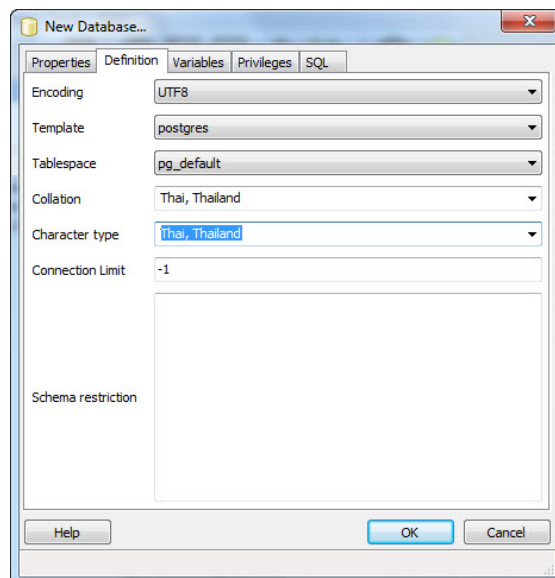 New Database...
Properties Definition Variables Privileges SQL
Encoding UTF8
Template postgres
Tablespace pg_default
Collation Thai, Thailand
Character type Thai, Thailand
Connection Limit -1
Schema restriction
Help OK Cancel